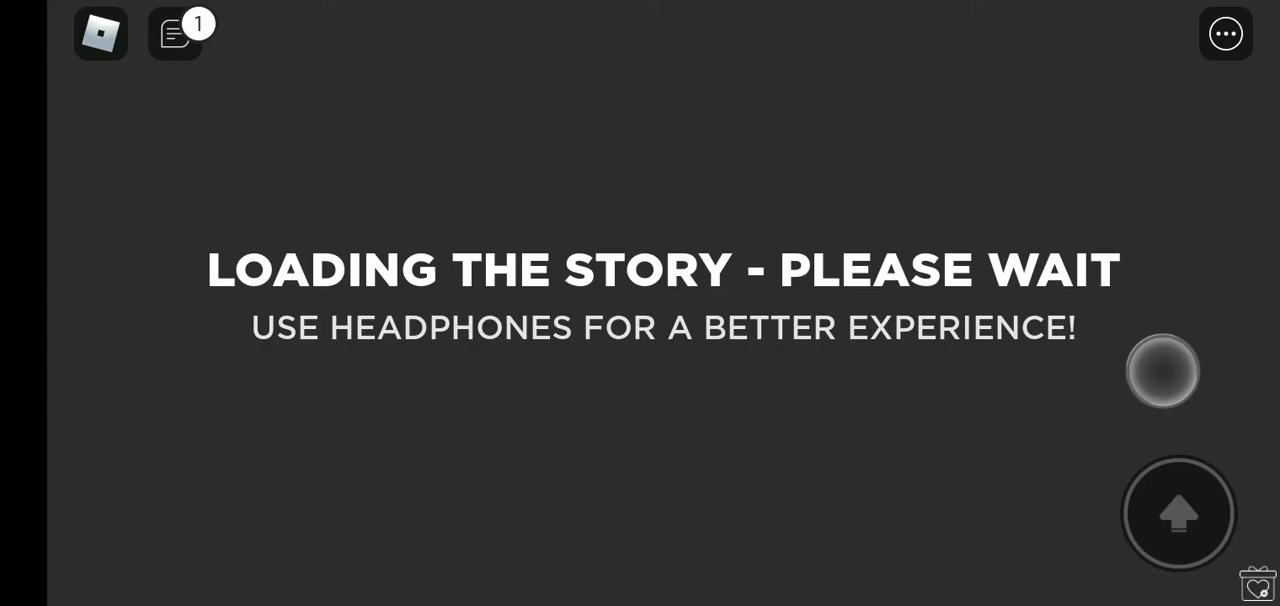 1
LOADING THE STORY - PLEASE WAIT
USE HEADPHONES FOR A BETTER EXPERIENCE!